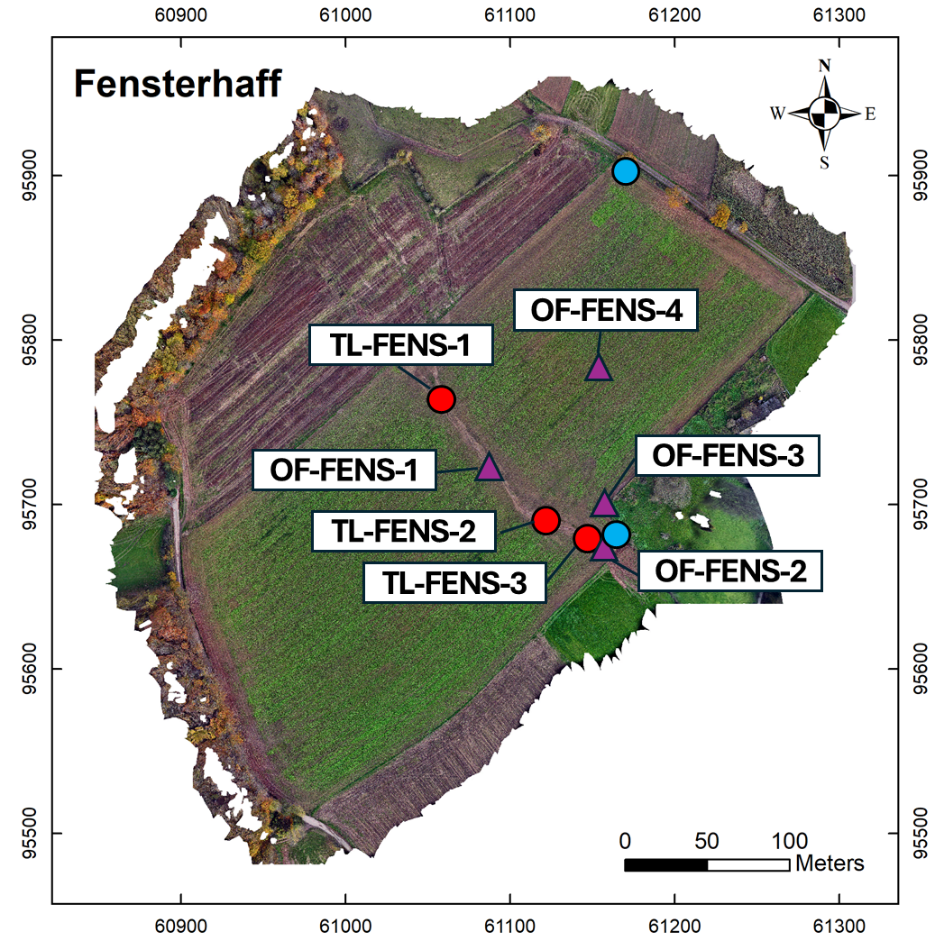 60900 61000 61100 61200 61300
Fensterhaff
N
W E
S
95900 95900
OF-FENS-4
95800 95800
TL-FENS-1
OF-FENS-3
OF-FENS-1
95700 95700
TL-FENS-2
OF-FENS-2
TL-FENS-3
95600 95600
95500 95500
0 50 100
Meters
60900 61000 61100 61200 61300